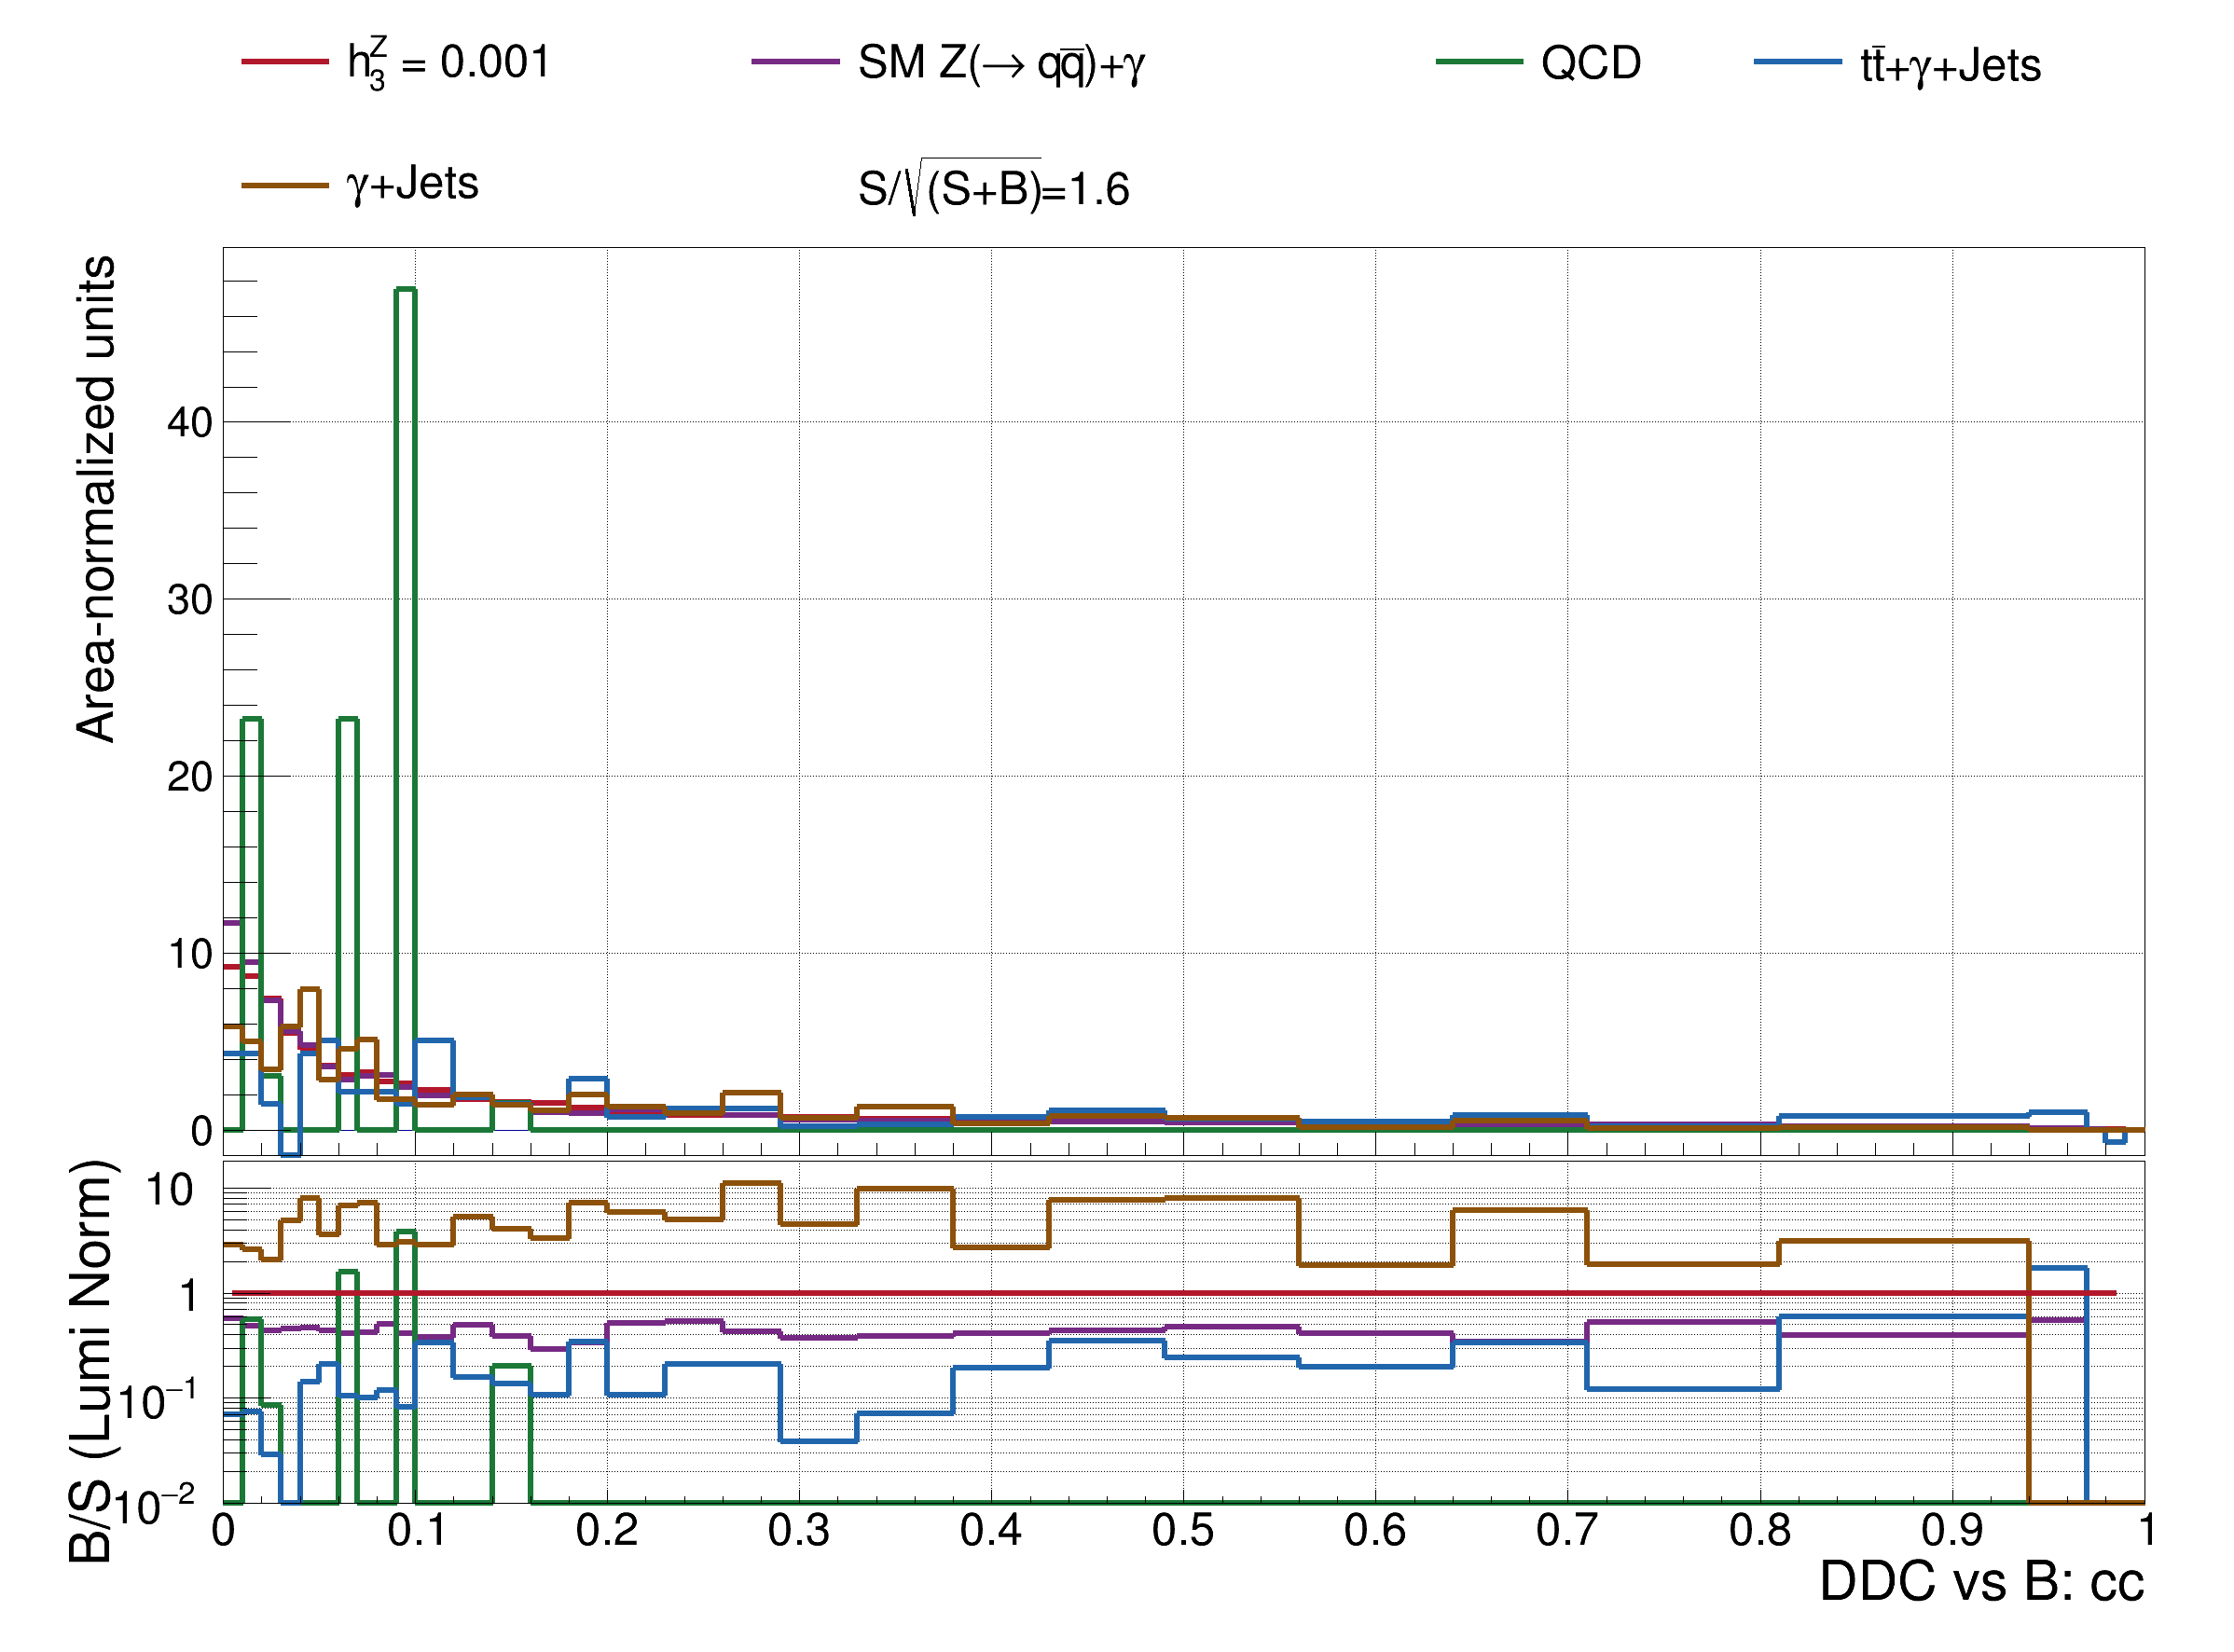 h₃ᶻ = 0.001 SM Z(→ qq̅)+γ QCD tt̅+γ+Jets
γ+Jets S/√(S+B)=1.6
Area-normalized units
40
30
20
10
0
B/S (Lumi Norm)
10
1
10⁻¹
10⁻²
0 0.1 0.2 0.3 0.4 0.5 0.6 0.7 0.8 0.9 1
DDC vs B: cc